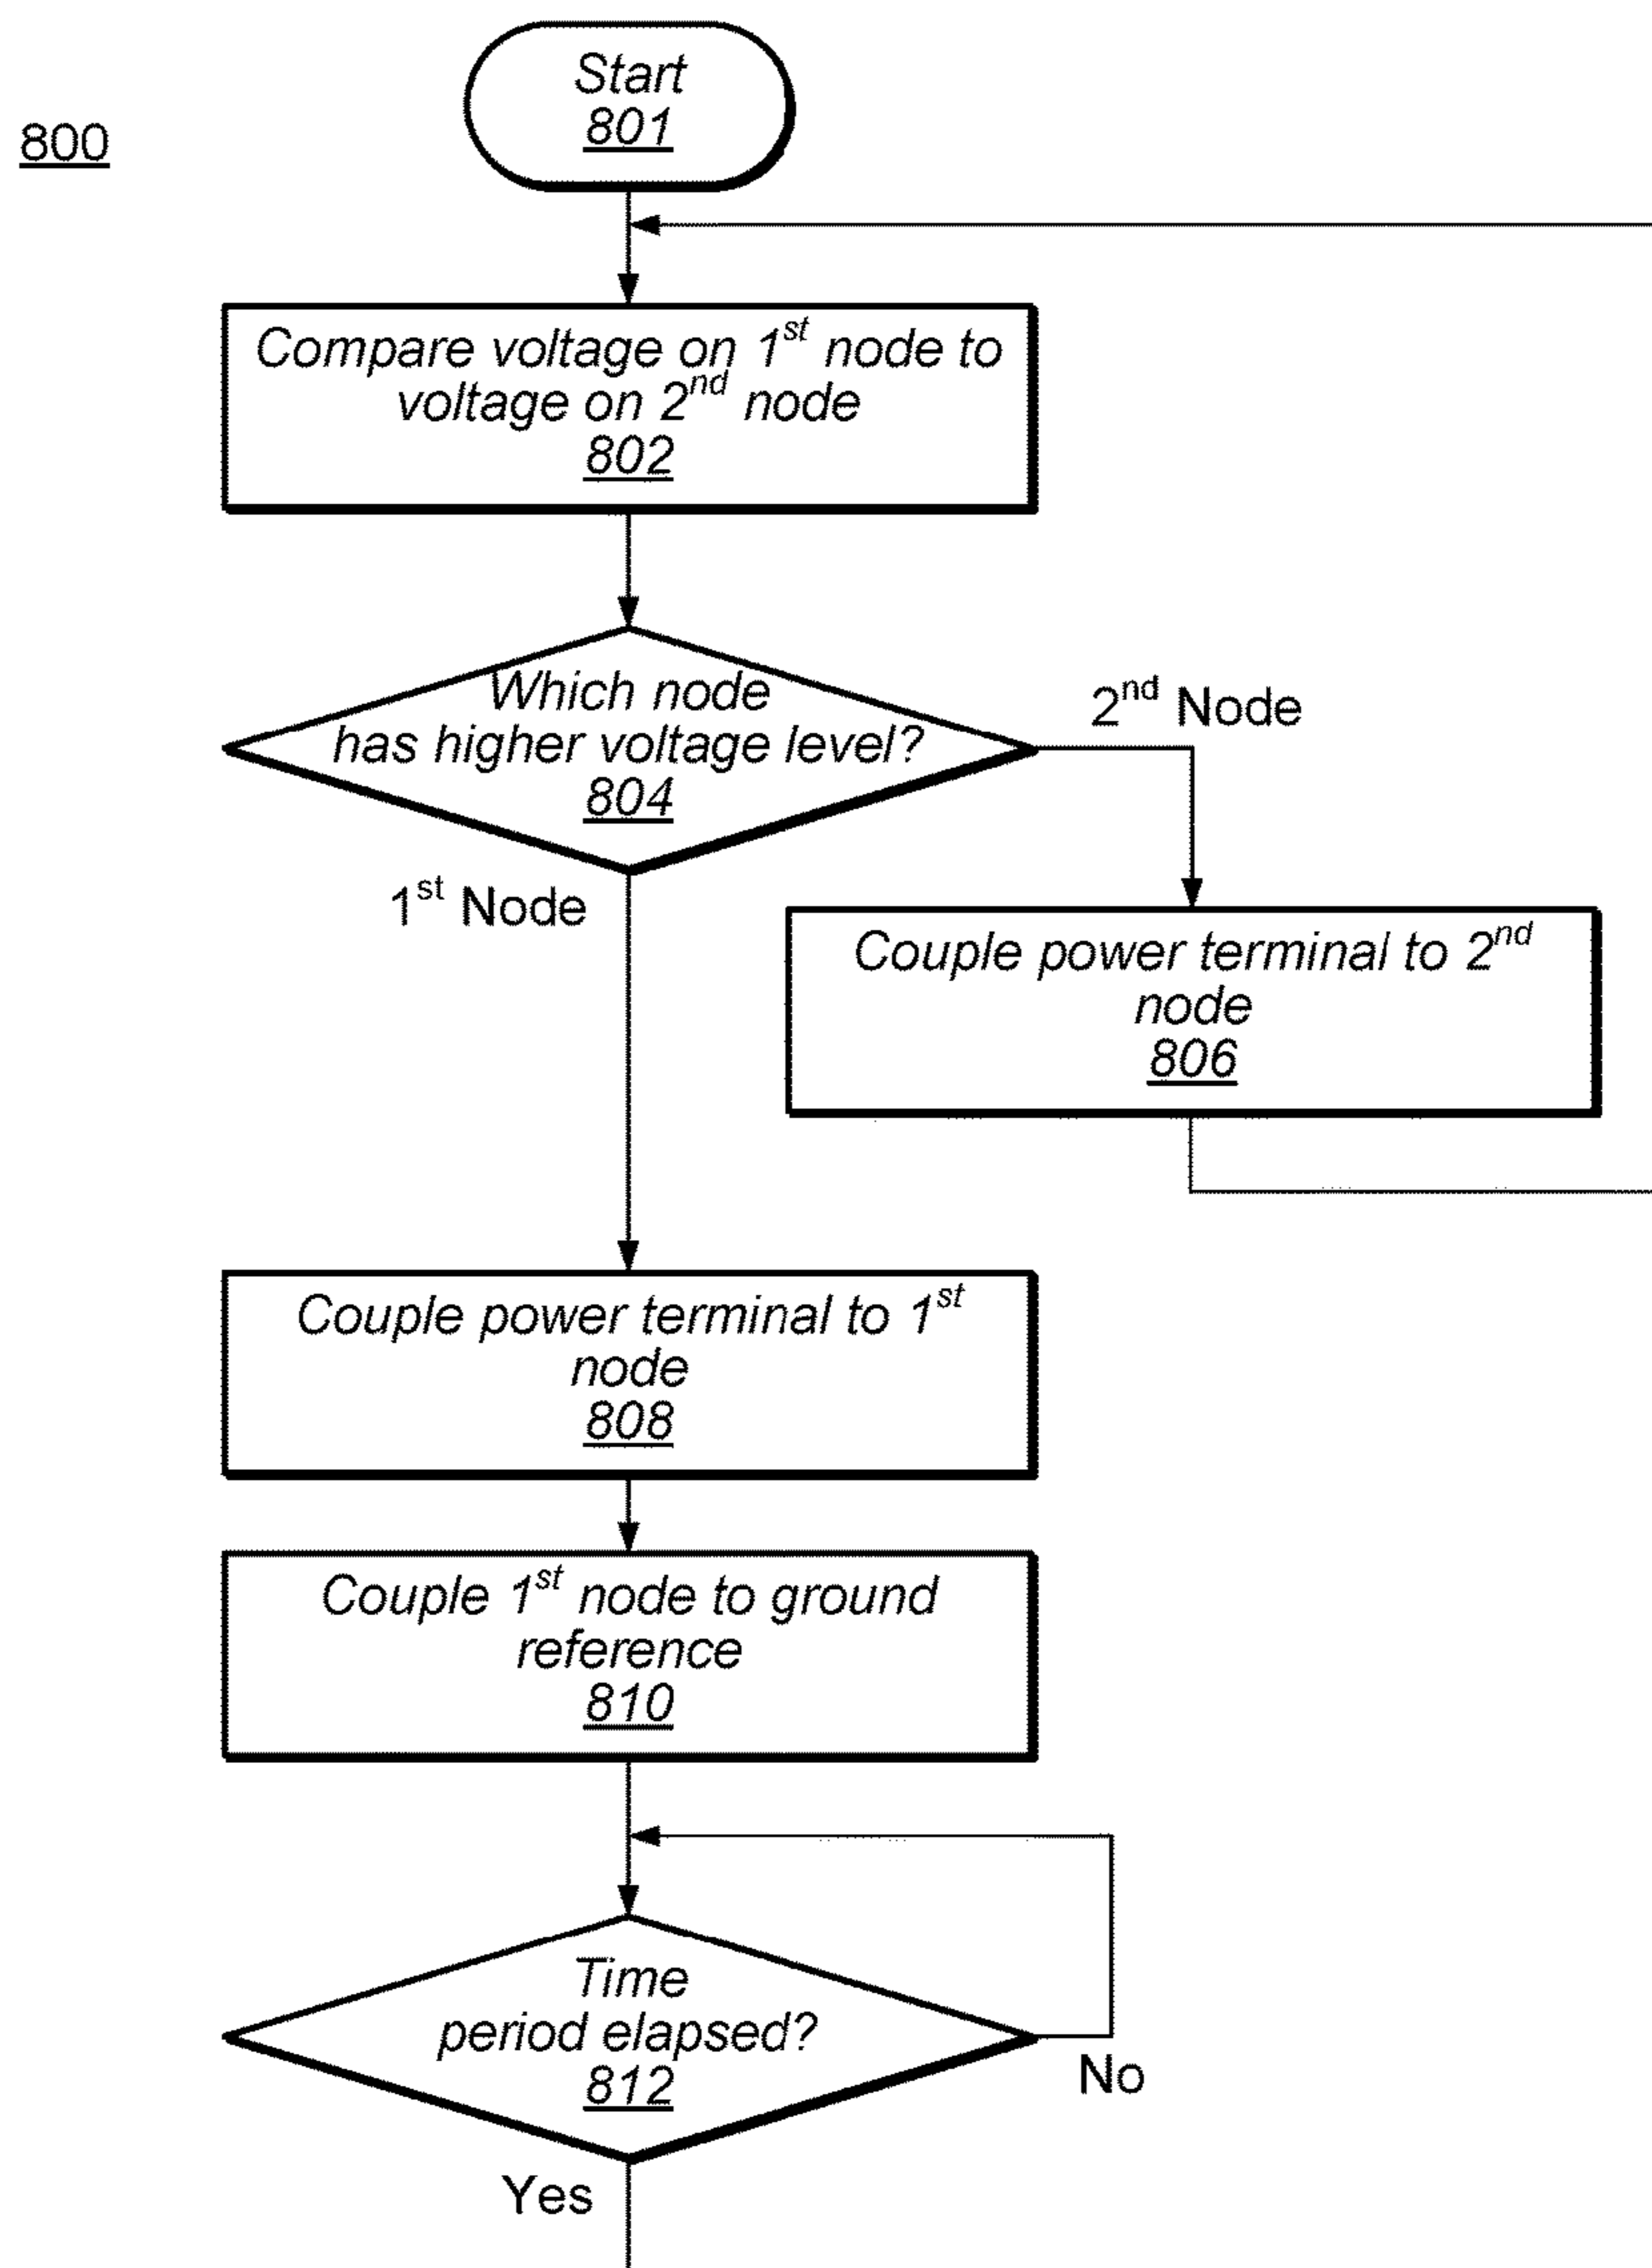 800
Start
801
Compare voltage on 1st node to
voltage on 2nd node
802
Which node
has higher voltage level?
804
2nd Node
1st Node
Couple power terminal to 2nd
node
806
Couple power terminal to 1st
node
808
Couple 1st node to ground
reference
810
Time
period elapsed?
812
No
Yes